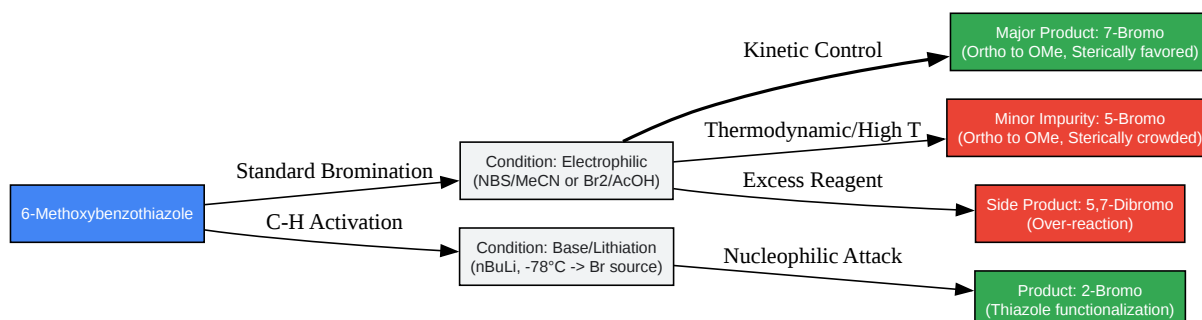 6-Methoxybenzothiazole
Standard Bromination
C-H Activation
Condition: Electrophilic
(NBS/MeCN or Br2/AcOH)
Condition: Base/Lithiation
(nBuLi, -78°C -> Br source)
Kinetic Control
Thermodynamic/High T
Excess Reagent
Nucleophilic Attack
Major Product: 7-Bromo
(Ortho to OMe, Sterically favored)
Minor Impurity: 5-Bromo
(Ortho to OMe, Sterically crowded)
Side Product: 5,7-Dibromo
(Over-reaction)
Product: 2-Bromo
(Thiazole functionalization)